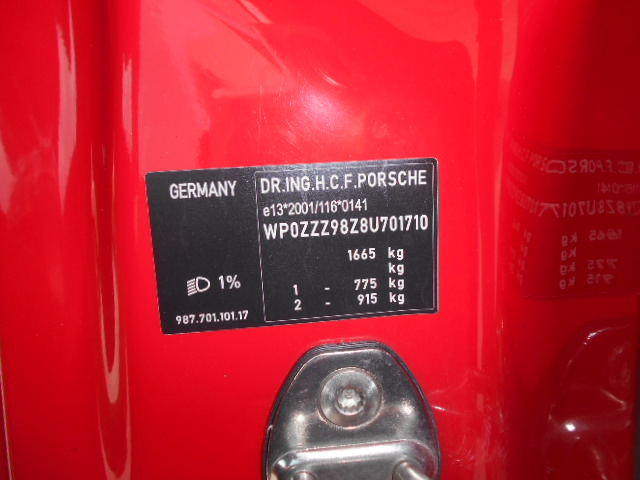 GERMANY
DR.ING.H.C.F.PORSCHE
e13*2001/116*0141
WP0ZZZ98Z8U701710
1665 kg
kg
1%
1 - 775 kg
2 - 915 kg
987.701.101.17